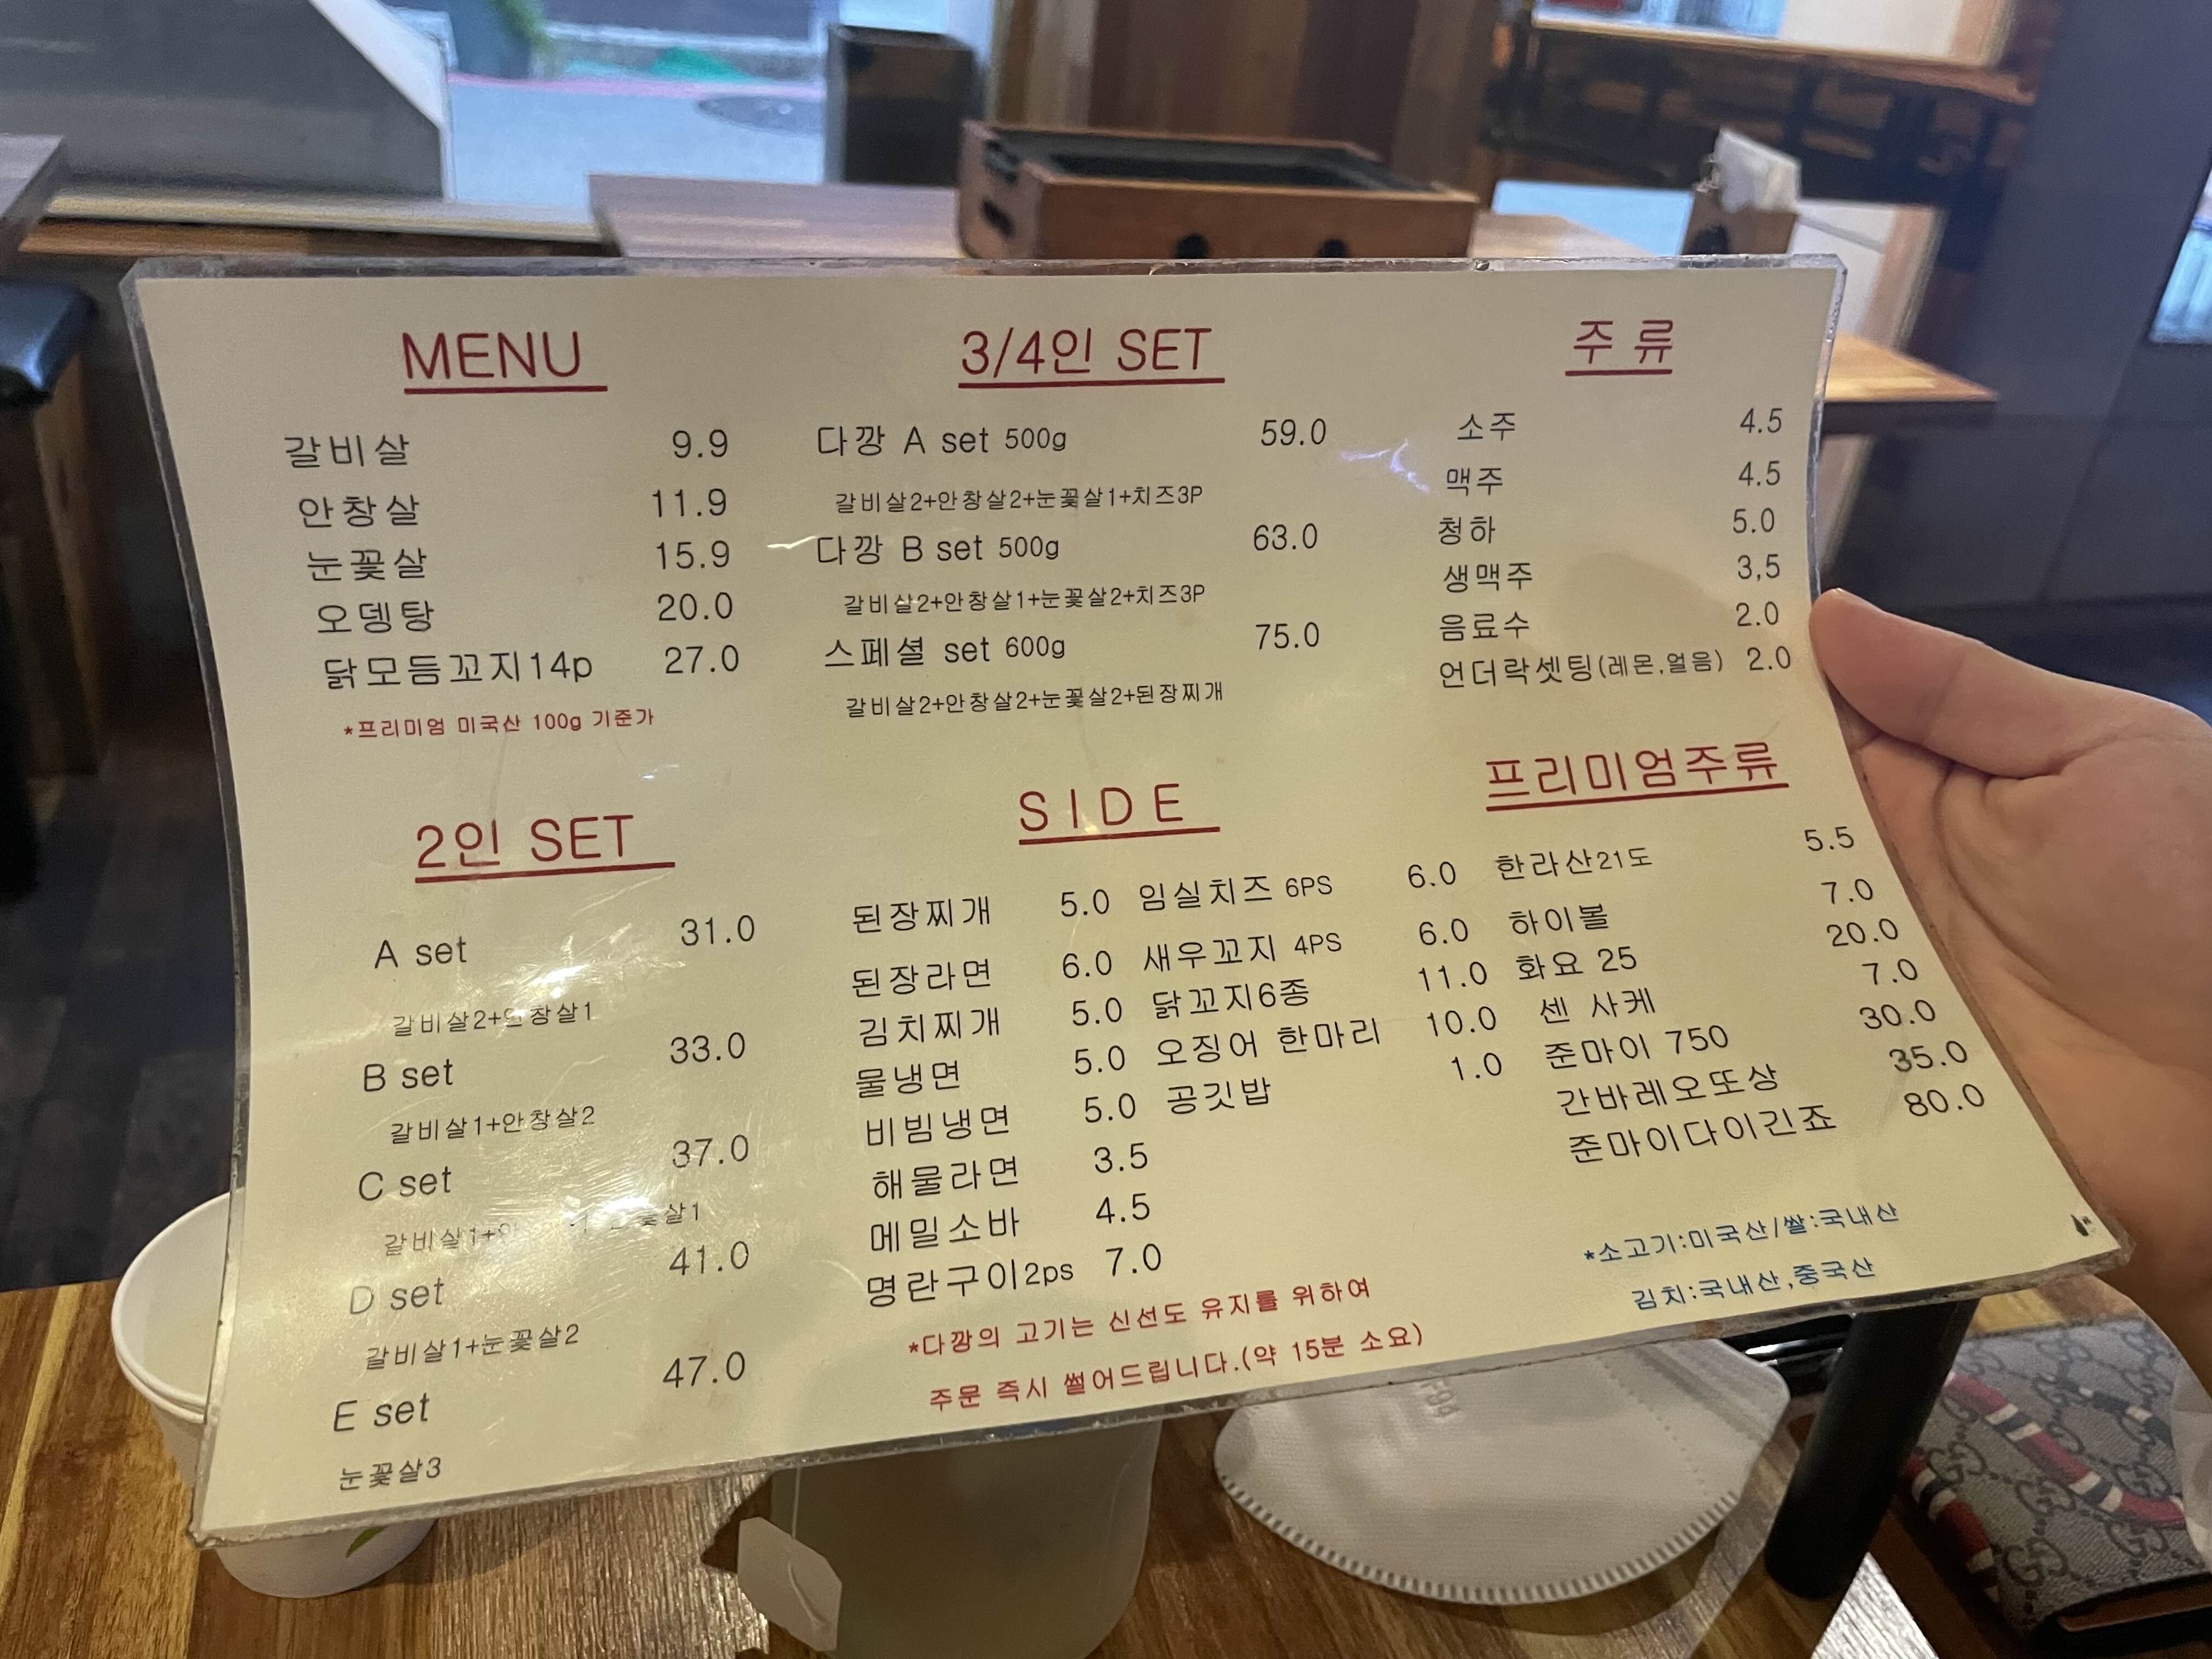 MENU
갈비살 9.9
안창살 11.9
눈꽃살 15.9
오뎅탕 20.0
닭모듬꼬지14p 27.0
*프리미엄 미국산 100g 기준가
2인 SET
A set 31.0
갈비살2+안창살1
B set 33.0
갈비살1+안창살2
C set 37.0
갈비살1+
D set 41.0
갈비살1+눈꽃살2
E set 47.0
눈꽃살3
3/4인 SET
다깡 A set 500g 59.0
갈비살2+안창살2+눈꽃살1+치즈3P
다깡 B set 500g 63.0
갈비살2+안창살1+눈꽃살2+치즈3P
스페셜 set 600g 75.0
갈비살2+안창살2+눈꽃살2+된장찌개
SIDE
된장찌개 5.0 임실치즈 6PS 6.0
된장라면 6.0 새우꼬지 4PS 6.0
김치찌개 5.0 닭꼬지6종 11.0
물냉면 5.0 오징어 한마리 10.0
비빔냉면 5.0 공깃밥 1.0
해물라면 3.5
메밀소바 4.5
명란구이2ps 7.0
*다깡의 고기는 신선도 유지를 위하여
주문 즉시 썰어드립니다.(약 15분 소요)
주류
소주 4.5
맥주 4.5
청하 5.0
생맥주 3,5
음료수 2.0
언더락셋팅(레몬,얼음) 2.0
프리미엄주류
한라산21도 5.5
하이볼 7.0
화요 25 20.0
센 사케 7.0
준마이 750 30.0
간바레오또상 35.0
준마이다이긴죠 80.0
*소고기:미국산/쌀:국내산
김치:국내산,중국산